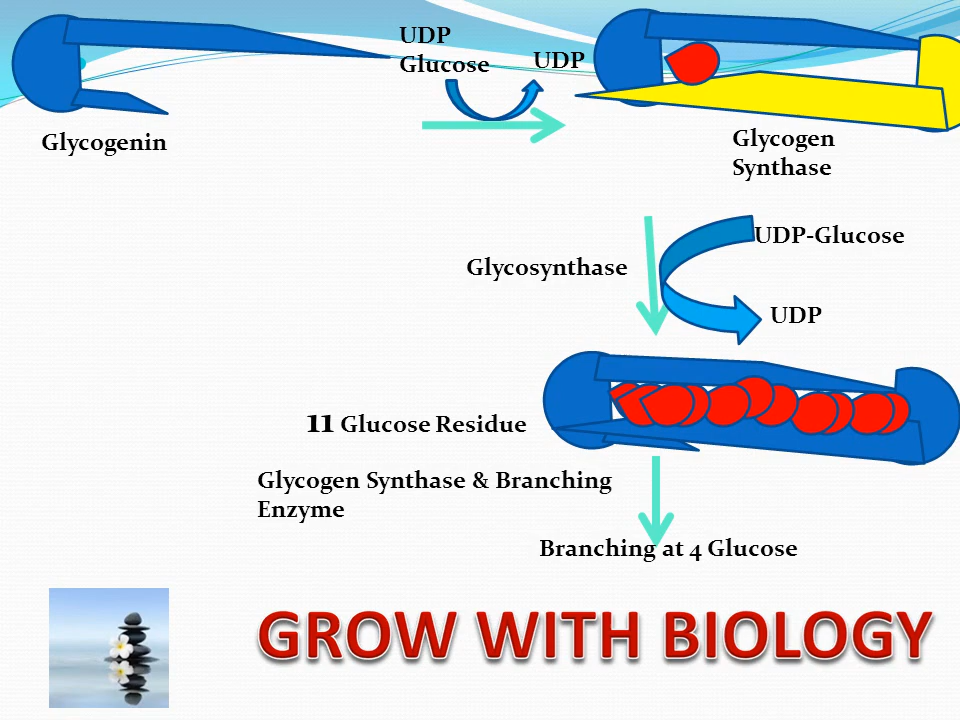 UDP
Glucose
UDP
Glycogenin
Glycogen
Synthase
UDP-Glucose
Glycosynthase
UDP
11 Glucose Residue
Glycogen Synthase & Branching
Enzyme
Branching at 4 Glucose
GROW WITH BIOLOGY